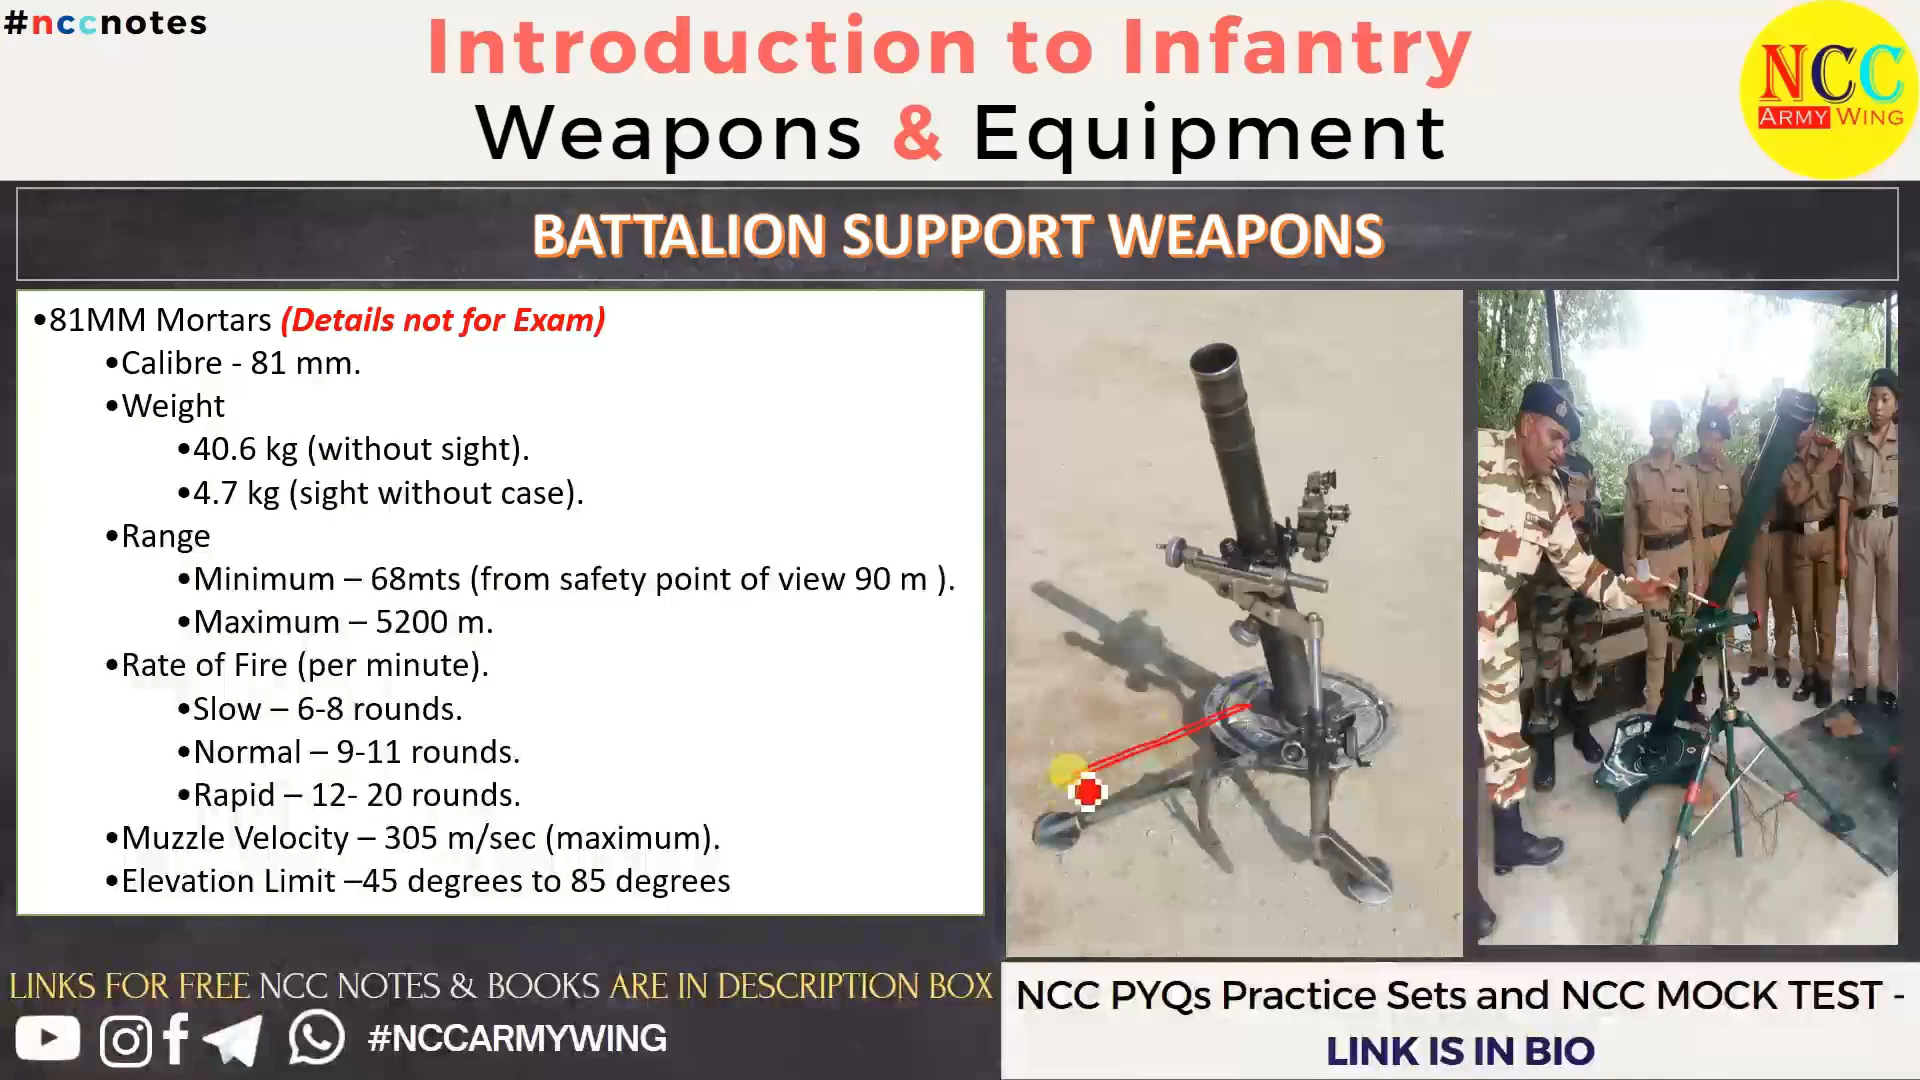 #nccnotes
Introduction to Infantry
Weapons & Equipment
NCC
ARMY WING
BATTALION SUPPORT WEAPONS
•81MM Mortars (Details not for Exam)
•Calibre - 81 mm.
•Weight
•40.6 kg (without sight).
•4.7 kg (sight without case).
•Range
•Minimum – 68mts (from safety point of view 90 m ).
•Maximum – 5200 m.
•Rate of Fire (per minute).
•Slow – 6-8 rounds.
•Normal – 9-11 rounds.
•Rapid – 12- 20 rounds.
•Muzzle Velocity – 305 m/sec (maximum).
•Elevation Limit –45 degrees to 85 degrees
LINKS FOR FREE NCC NOTES & BOOKS ARE IN DESCRIPTION BOX
#NCCARMYWING
NCC PYQs Practice Sets and NCC MOCK TEST -
LINK IS IN BIO